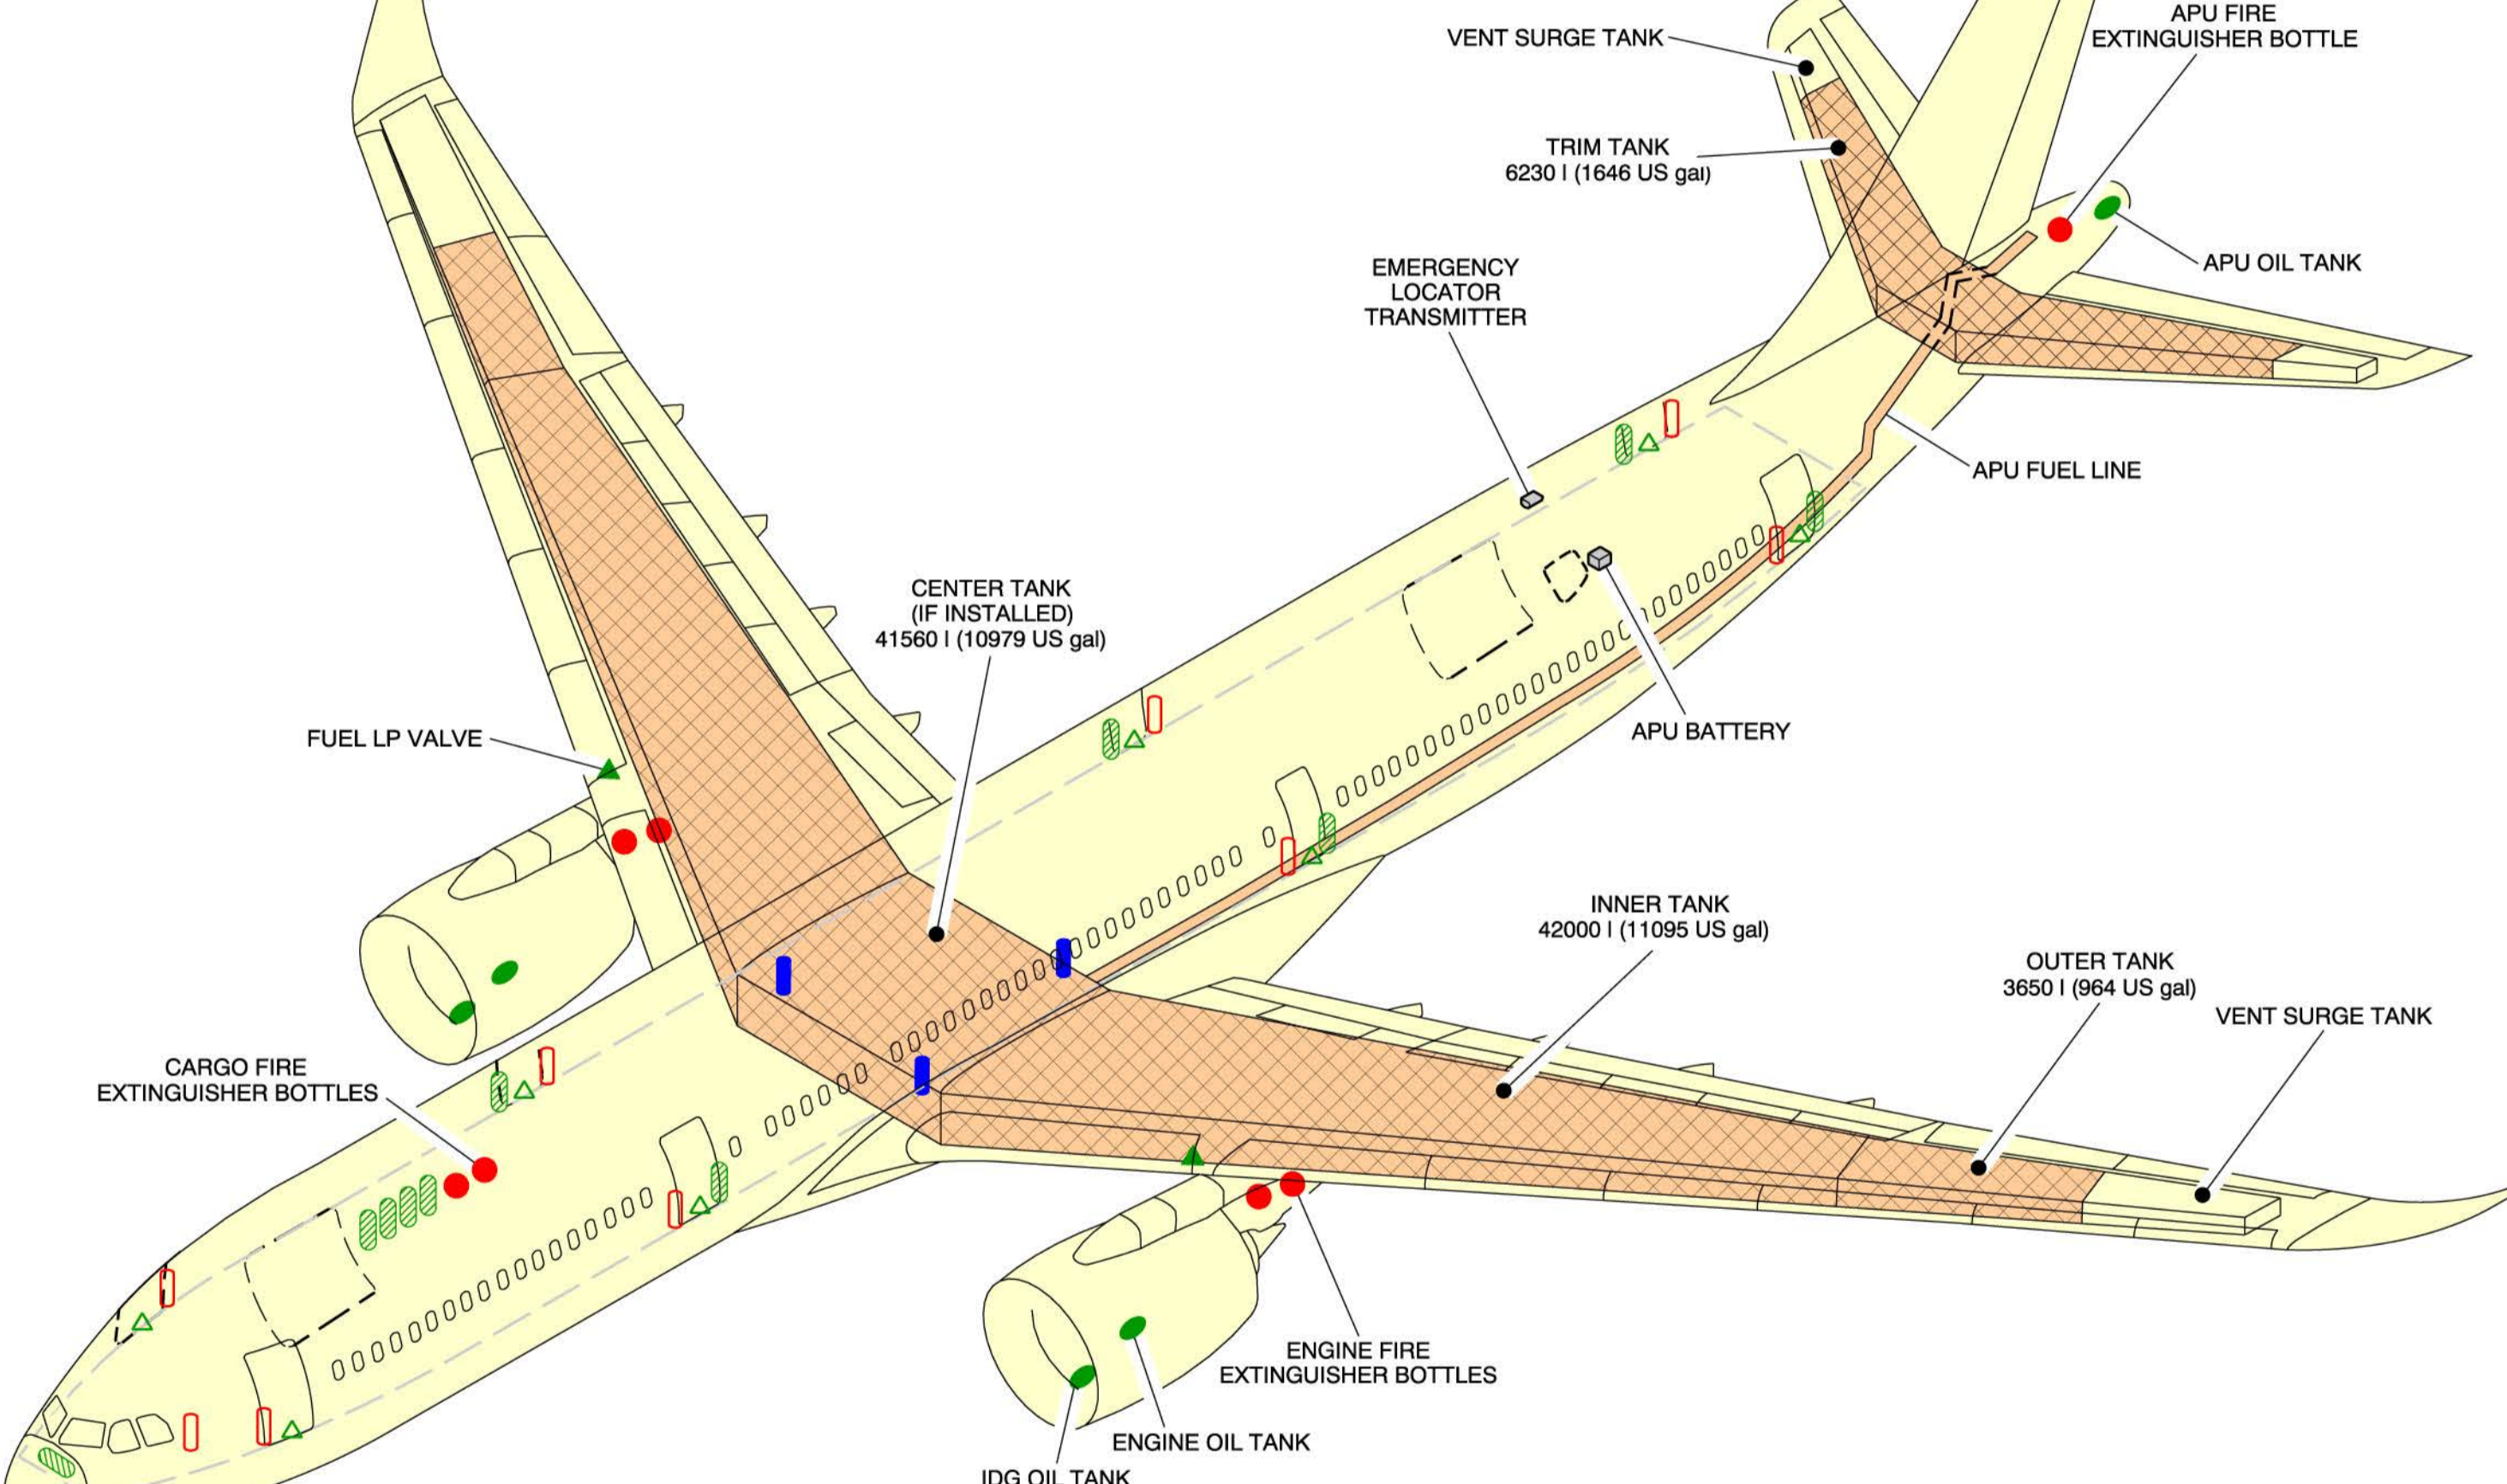 APU FIRE
EXTINGUISHER BOTTLE
VENT SURGE TANK
TRIM TANK
6230 l (1646 US gal)
APU OIL TANK
EMERGENCY
LOCATOR
TRANSMITTER
APU FUEL LINE
CENTER TANK
(IF INSTALLED)
41560 l (10979 US gal)
FUEL LP VALVE
APU BATTERY
INNER TANK
42000 l (11095 US gal)
OUTER TANK
3650 l (964 US gal)
VENT SURGE TANK
CARGO FIRE
EXTINGUISHER BOTTLES
ENGINE FIRE
EXTINGUISHER BOTTLES
ENGINE OIL TANK
IDG OIL TANK